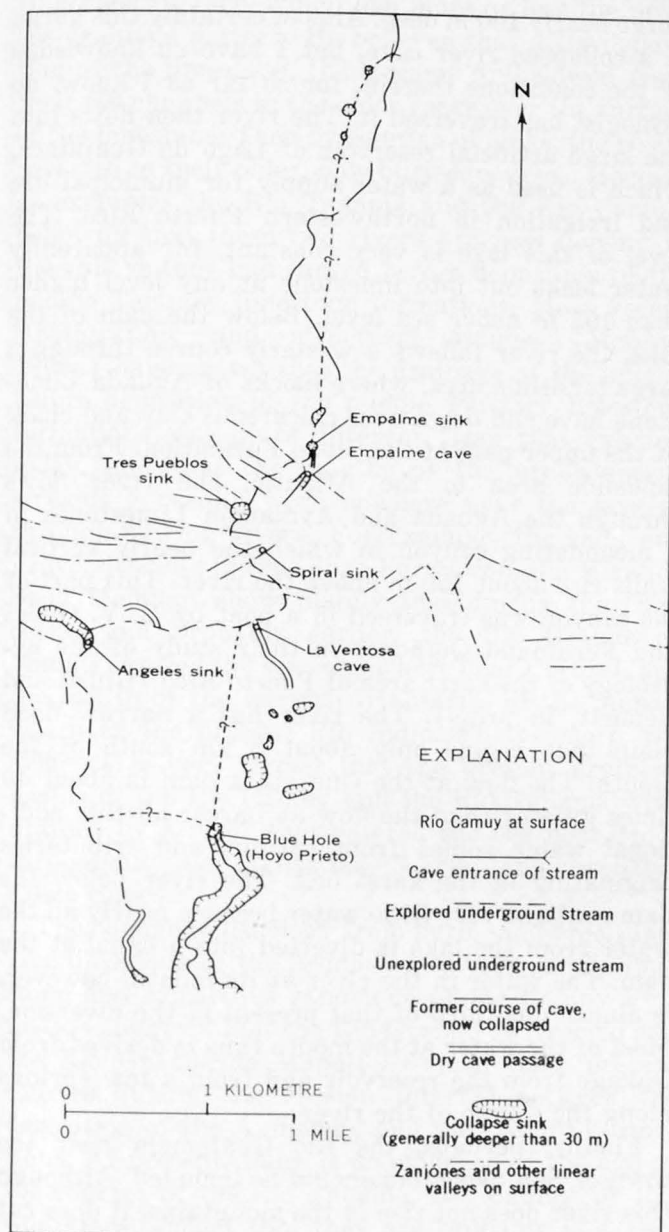 N
?
?
Empalme sink
Empalme cave
Tres Pueblos
sink
Spiral sink
La Ventosa
cave
Angeles sink
?
?
Blue Hole
(Hoyo Prieto)
EXPLANATION
Río Camuy at surface
Cave entrance of stream
Explored underground stream
Unexplored underground stream
Former course of cave,
now collapsed
Dry cave passage
Collapse sink
(generally deeper than 30 m)
Zanjónes and other linear
valleys on surface
0 1 KILOMETRE
0 1 MILE